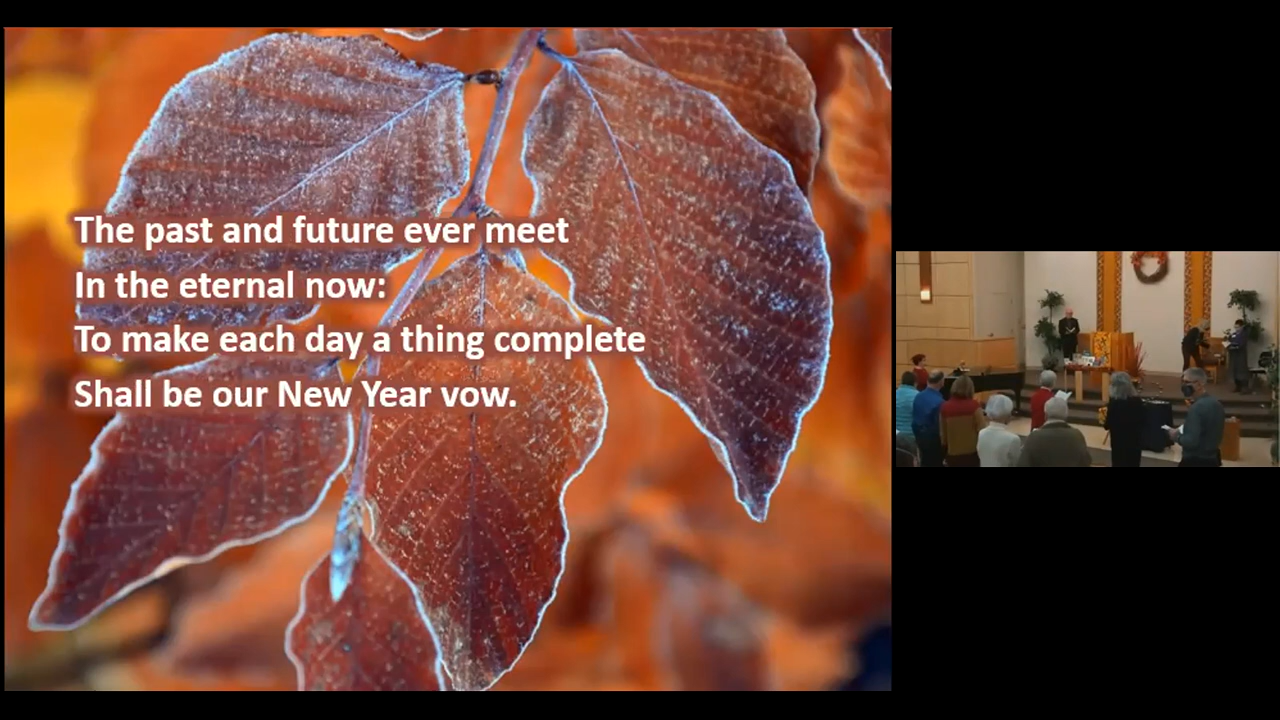 The past and future ever meet
In the eternal now:
To make each day a thing complete
Shall be our New Year vow.